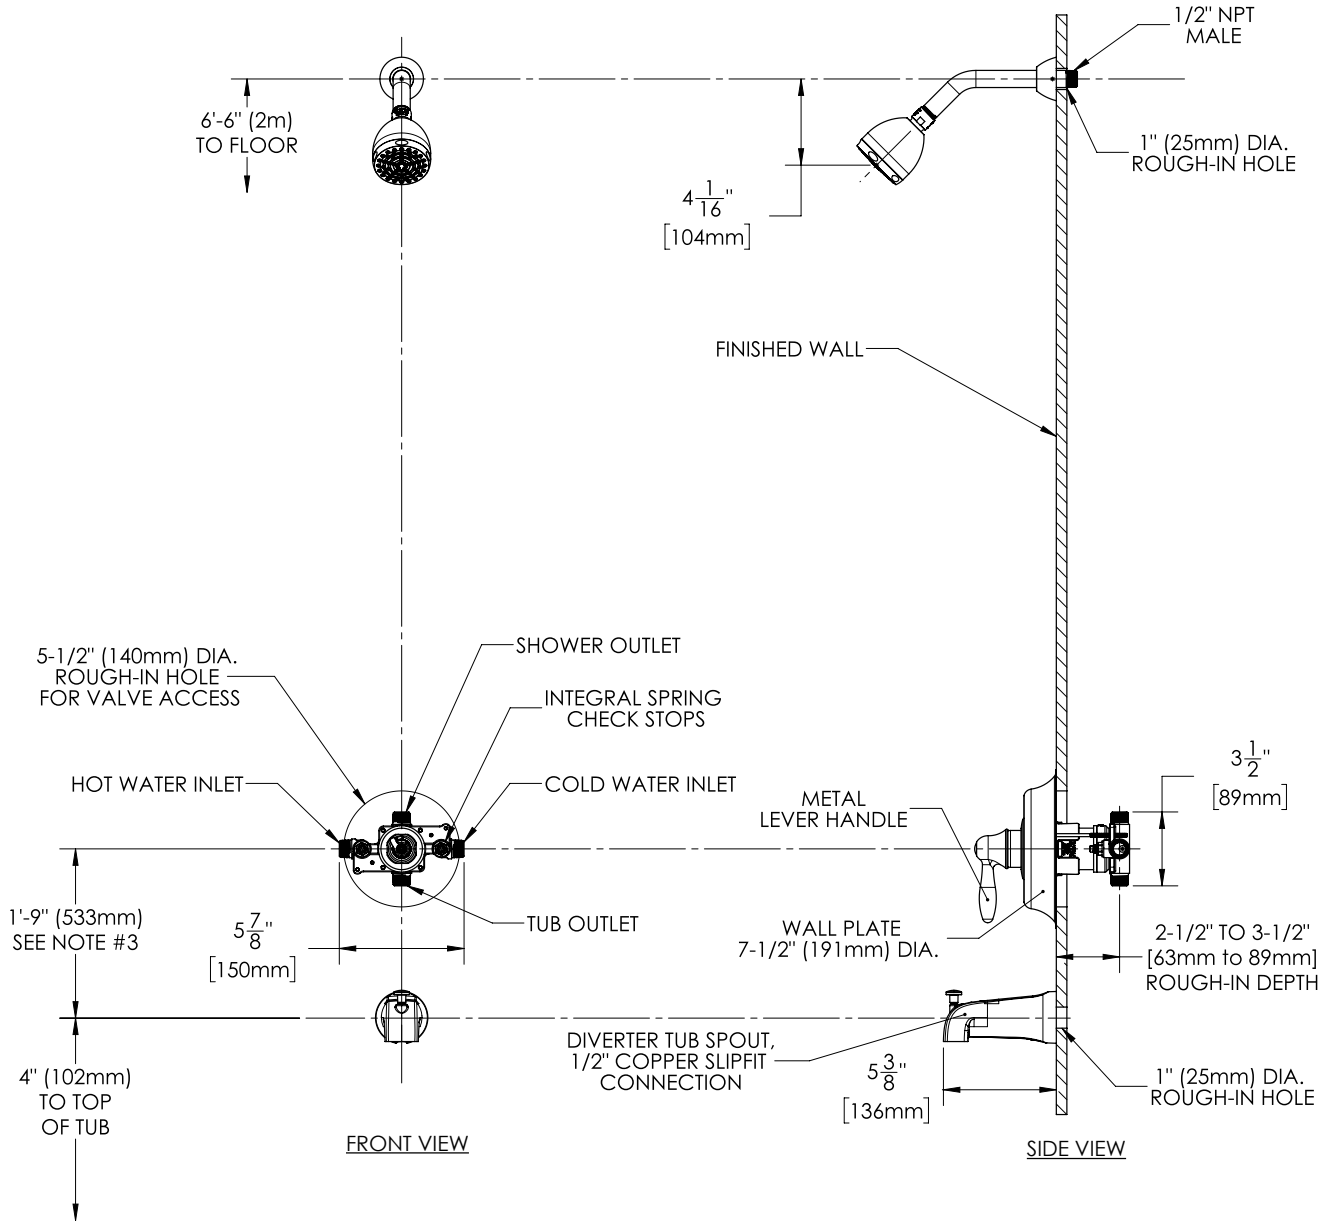 1/2" NPT
MALE
6'-6" (2m)
TO FLOOR
1" (25mm) DIA.
ROUGH-IN HOLE
4 1/16"
[104mm]
FINISHED WALL
SHOWER OUTLET
5-1/2" (140mm) DIA.
ROUGH-IN HOLE
FOR VALVE ACCESS
INTEGRAL SPRING
CHECK STOPS
HOT WATER INLET
COLD WATER INLET
METAL
LEVER HANDLE
3 1/2"
[89mm]
1'-9" (533mm)
SEE NOTE #3
5 7/8"
[150mm]
TUB OUTLET
WALL PLATE
7-1/2" (191mm) DIA.
2-1/2" TO 3-1/2"
[63mm to 89mm]
ROUGH-IN DEPTH
DIVERTER TUB SPOUT,
1/2" COPPER SLIPFIT
CONNECTION
5 3/8"
[136mm]
1" (25mm) DIA.
ROUGH-IN HOLE
4" (102mm)
TO TOP
OF TUB
FRONT VIEW
SIDE VIEW